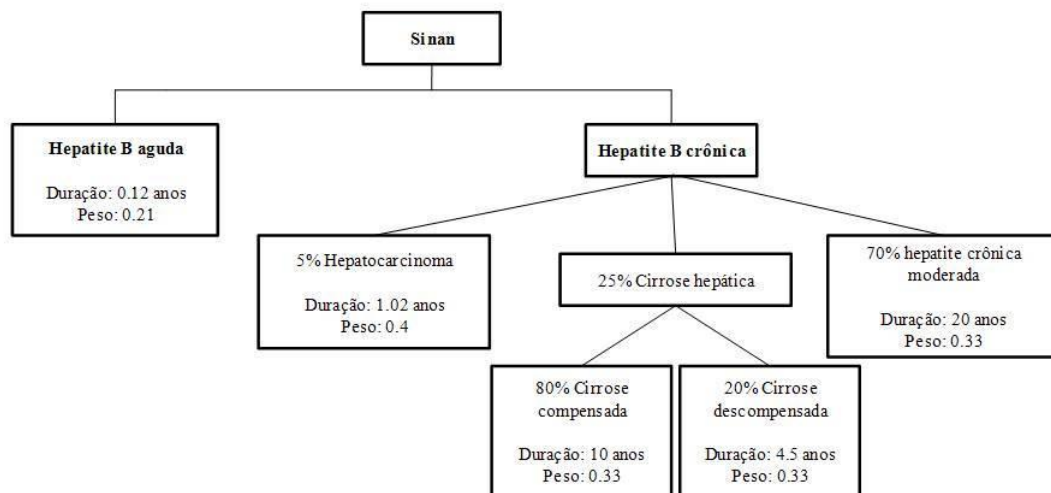 Sinan
Hepatite B aguda
Duração: 0.12 anos
Peso: 0.21
Hepatite B crônica
5% Hepatocarcinoma
Duração: 1.02 anos
Peso: 0.4
25% Cirrose hepática
70% hepatite crônica
moderada
Duração: 20 anos
Peso: 0.33
80% Cirrose
compensada
Duração: 10 anos
Peso: 0.33
20% Cirrose
descompensada
Duração: 4.5 anos
Peso: 0.33